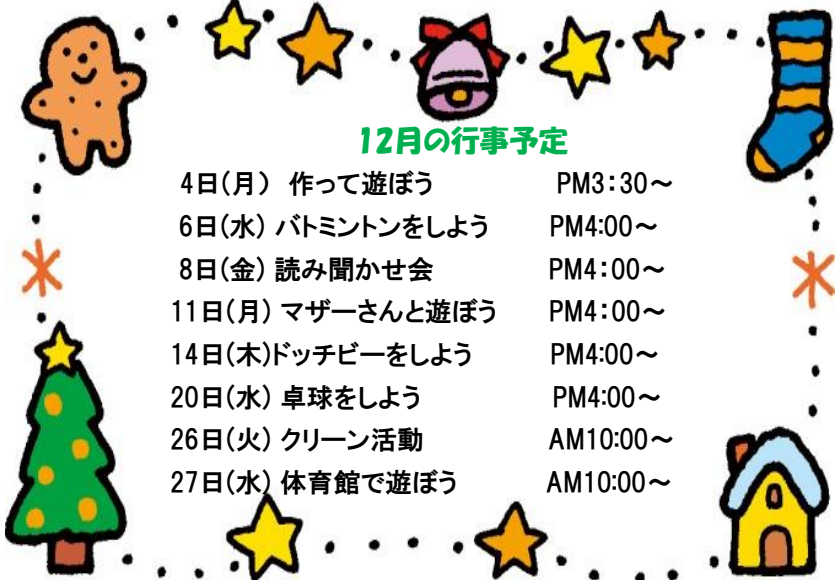 12月の行事予定
4日(月) 作って遊ぼう PM3:30～
6日(水) バトミントンをしよう PM4:00～
8日(金) 読み聞かせ会 PM4:00～
11日(月) マザーさんと遊ぼう PM4:00～
14日(木)ドッチビーをしよう PM4:00～
20日(水) 卓球をしよう PM4:00～
26日(火) クリーン活動 AM10:00～
27日(水) 体育館で遊ぼう AM10:00～